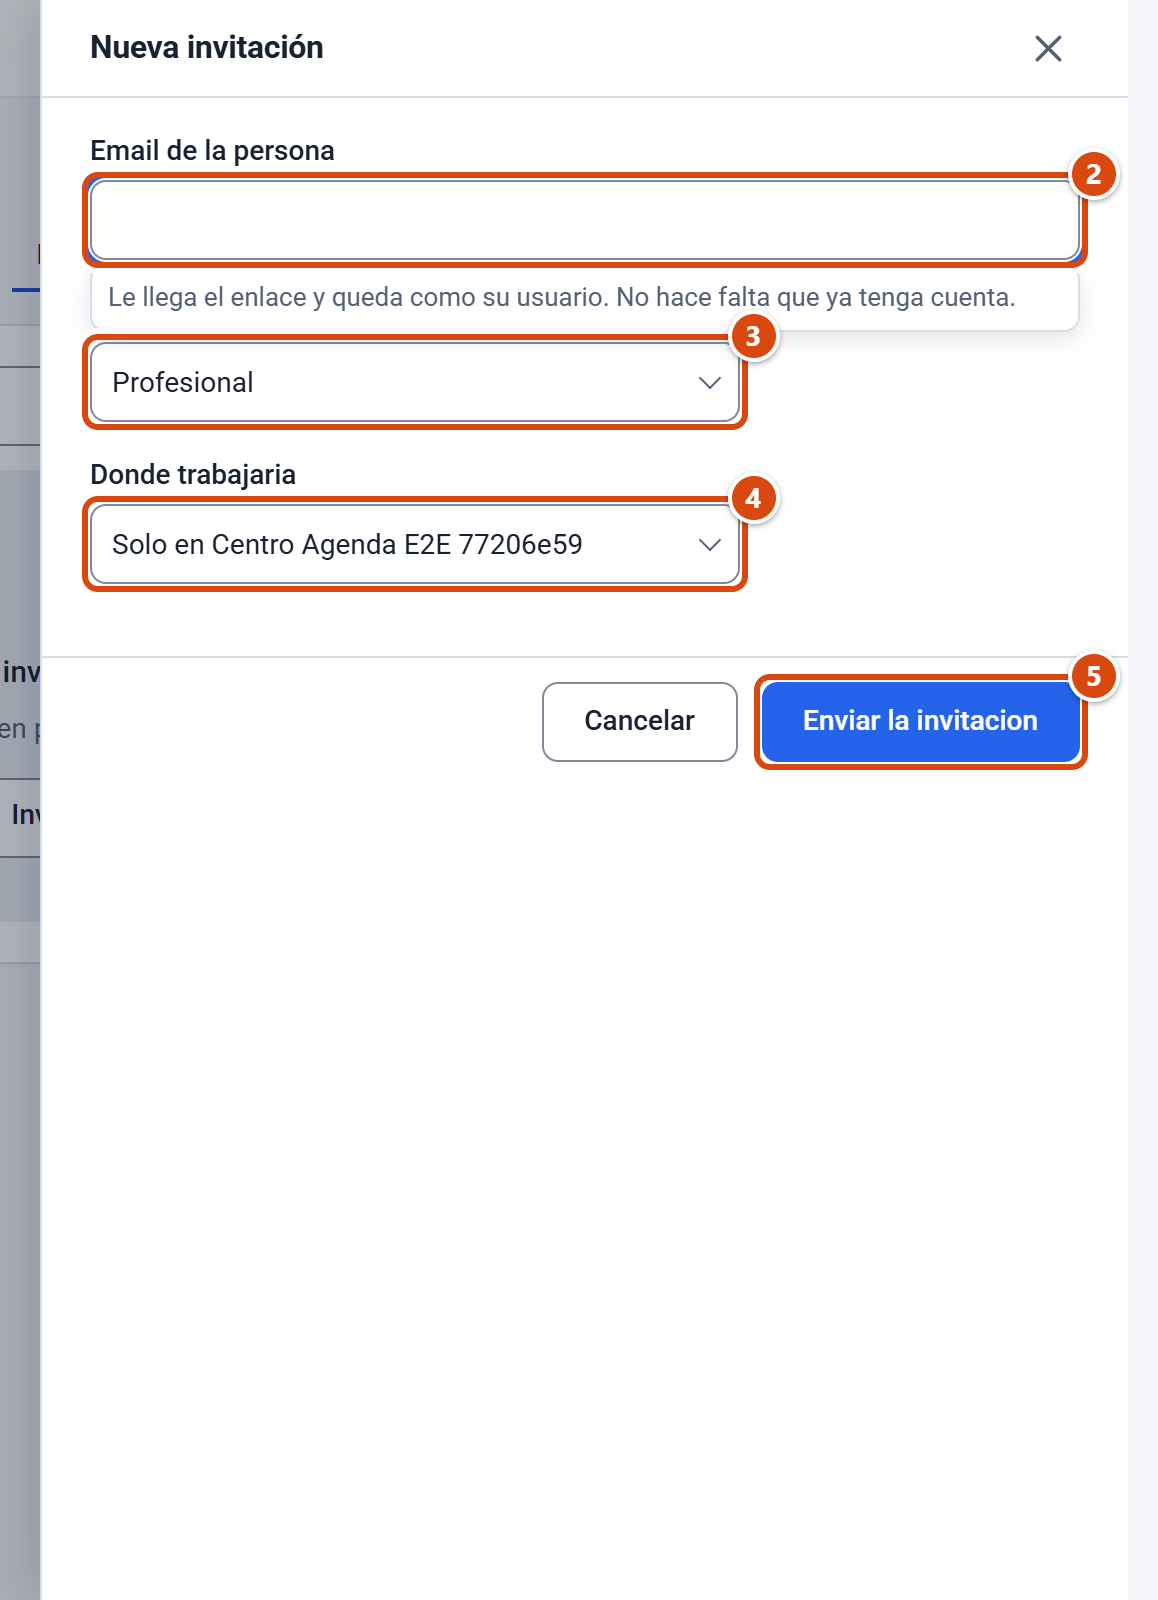 Nueva invitación
Email de la persona
2
Le llega el enlace y queda como su usuario. No hace falta que ya tenga cuenta.
3
Profesional
Donde trabajaria
4
Solo en Centro Agenda E2E 77206e59
5
Cancelar
Enviar la invitacion
inv
en
Inv